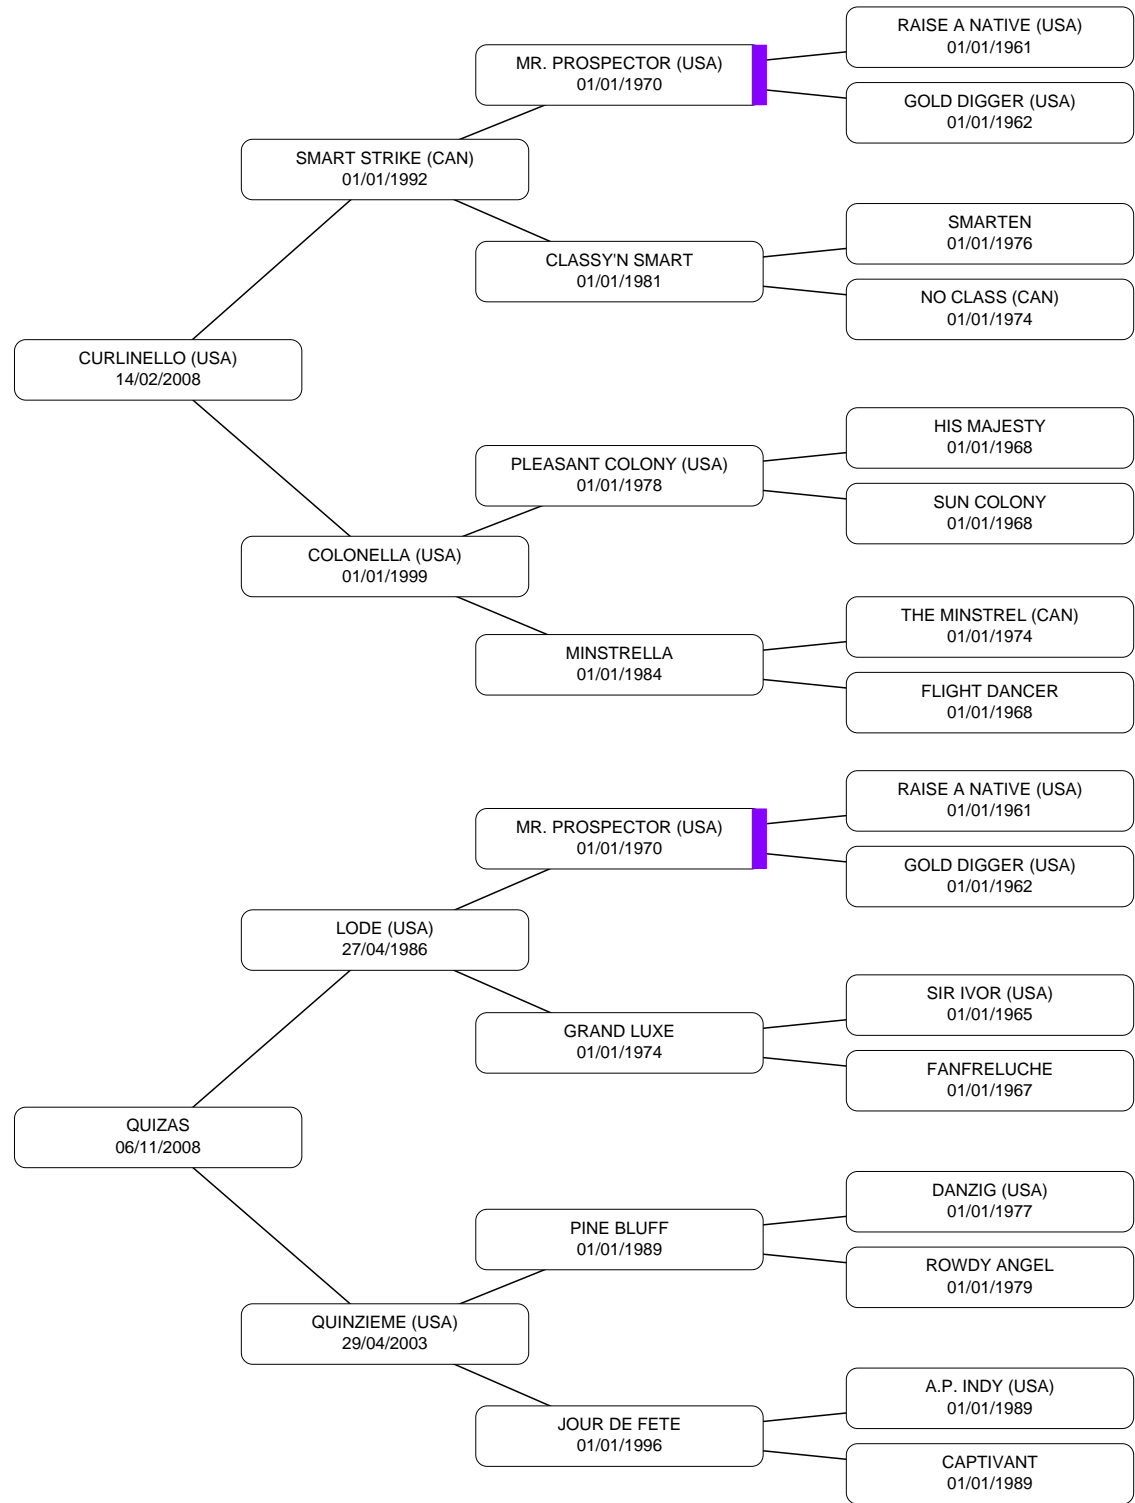 RAISE A NATIVE (USA)
01/01/1961
MR. PROSPECTOR (USA)
01/01/1970
GOLD DIGGER (USA)
01/01/1962
SMART STRIKE (CAN)
01/01/1992
SMARTEN
01/01/1976
CLASSY'N SMART
01/01/1981
NO CLASS (CAN)
01/01/1974
CURLINELLO (USA)
14/02/2008
HIS MAJESTY
01/01/1968
PLEASANT COLONY (USA)
01/01/1978
SUN COLONY
01/01/1968
COLONELLA (USA)
01/01/1999
THE MINSTREL (CAN)
01/01/1974
MINSTRELLA
01/01/1984
FLIGHT DANCER
01/01/1968
RAISE A NATIVE (USA)
01/01/1961
MR. PROSPECTOR (USA)
01/01/1970
GOLD DIGGER (USA)
01/01/1962
LODE (USA)
27/04/1986
SIR IVOR (USA)
01/01/1965
GRAND LUXE
01/01/1974
FANFRELUCHE
01/01/1967
QUIZAS
06/11/2008
DANZIG (USA)
01/01/1977
PINE BLUFF
01/01/1989
ROWDY ANGEL
01/01/1979
QUINZIEME (USA)
29/04/2003
A.P. INDY (USA)
01/01/1989
JOUR DE FETE
01/01/1996
CAPTIVANT
01/01/1989